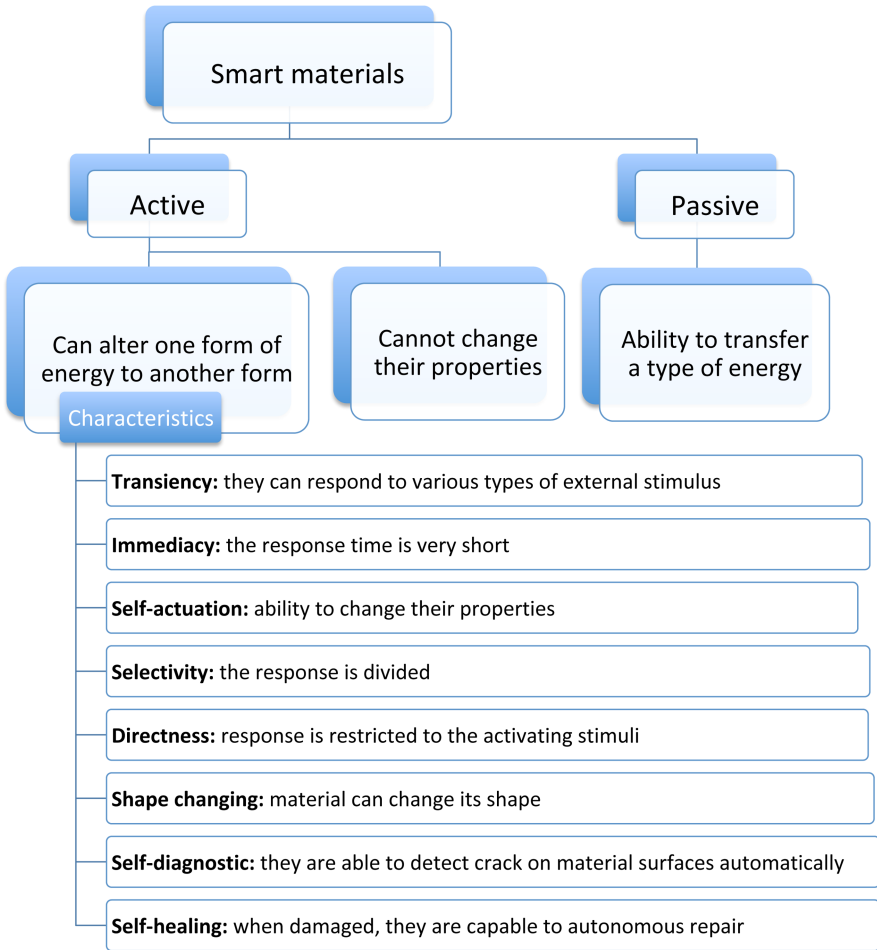 Smart materials
Active
Passive
Can alter one form of
energy to another form
Cannot change
their properties
Ability to transfer
a type of energy
Characteristics
Transiency: they can respond to various types of external stimulus
Immediacy: the response time is very short
Self-actuation: ability to change their properties
Selectivity: the response is divided
Directness: response is restricted to the activating stimuli
Shape changing: material can change its shape
Self-diagnostic: they are able to detect crack on material surfaces automatically
Self-healing: when damaged, they are capable to autonomous repair